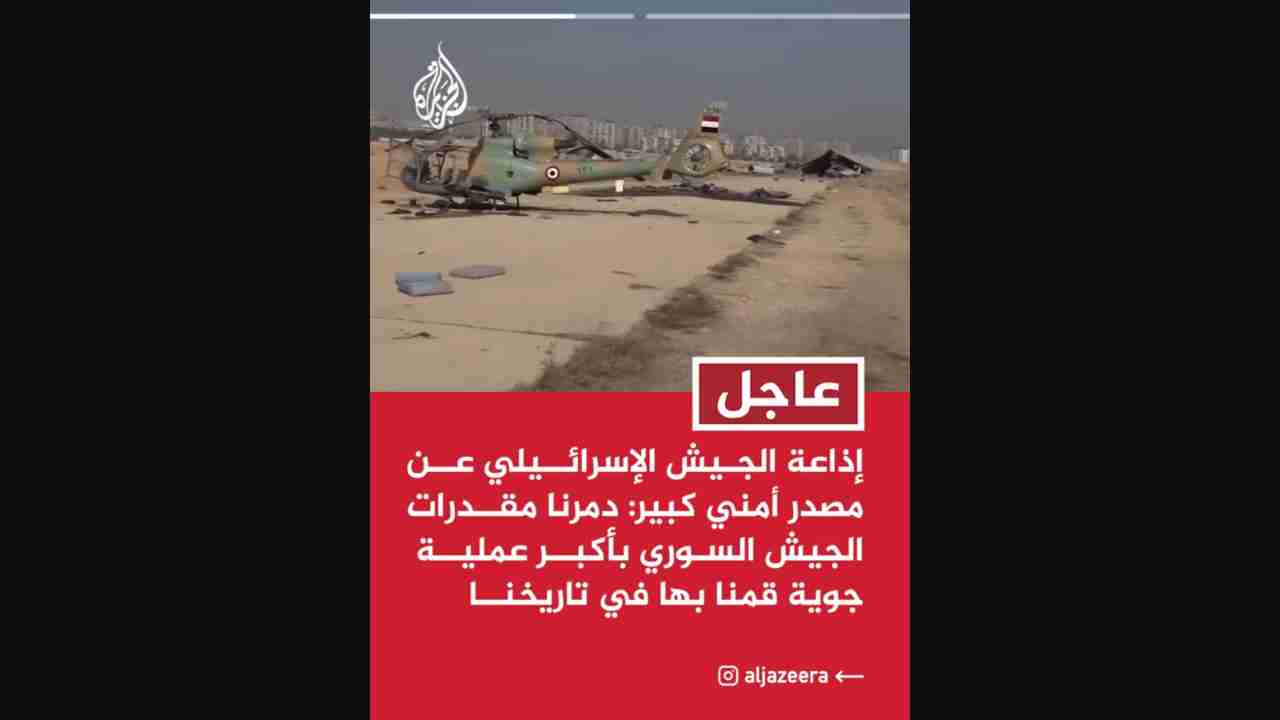 الجزيرة
عاجل
إذاعة الجيش الإسرائيلي عن
مصدر أمني كبير: دمرنا مقدرات
الجيش السوري بأكبر عملية
جوية قمنا بها في تاريخنا
aljazeera